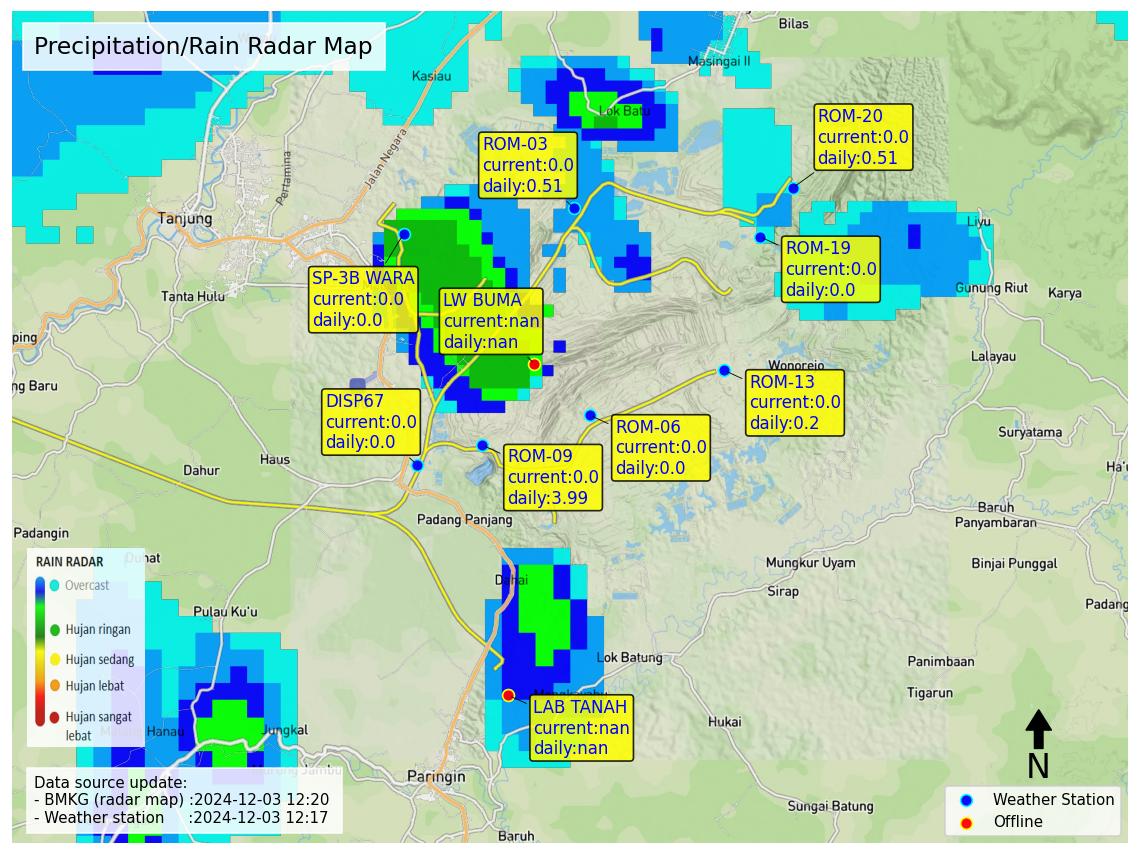 Precipitation/Rain Radar Map
Bilas
Masingai II
Kasiau
Lok Batu
Jalan Negara
Pertamina
ROM-20
current:0.0
daily:0.51
ROM-03
current:0.0
daily:0.51
Tanjung
Liyu
ROM-19
current:0.0
daily:0.0
SP-3B WARA
current:0.0
daily:0.0
LW BUMA
current:nan
daily:nan
Tanta Hulu
Gunung Riut
Karya
ping
Lalayau
Wonorejo
ng Baru
ROM-13
current:0.0
daily:0.2
DISP67
current:0.0
daily:0.0
ROM-06
current:0.0
daily:0.0
Suryatama
ROM-09
current:0.0
daily:3.99
Haus
Dahur
Ha'u
Padang Panjang
Baruh
Panyambaran
Padangin
RAIN RADAR
Overcast
Hujan ringan
Hujan sedang
Hujan lebat
Hujan sangat
lebat
Dahai
Mungkur Uyam
Binjai Punggal
Sirap
Padang
Pulau Ku'u
Lok Batung
Panimbaan
Tigarun
LAB TANAH
current:nan
daily:nan
Hukai
Hanau
Jungkal
N
Paringin
Data source update:
- BMKG (radar map) :2024-12-03 12:20
- Weather station :2024-12-03 12:17
Sungai Batung
Baruh
Weather Station
Offline